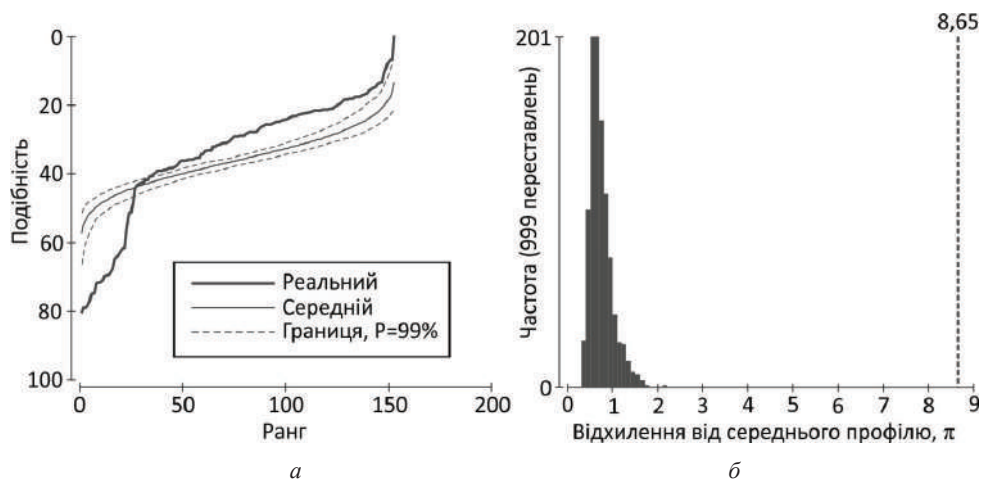 0
20
40
60
80
100
Подібність
Реальний
Середній
Границя, P=99%
0 50 100 150 200
Ранг
а
8,65
201
0
Частота (999 переставлень)
0 1 2 3 4 5 6 7 8 9
Відхилення від середнього профілю, π
б